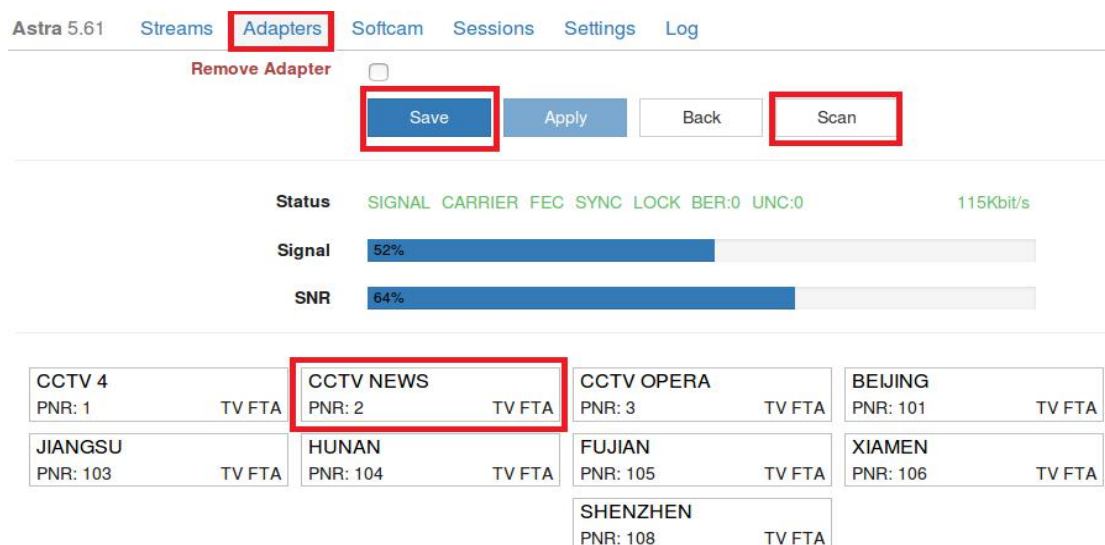 Astra 5.61 Streams Adapters Softcam Sessions Settings Log
Remove Adapter
Save Apply Back Scan
Status SIGNAL CARRIER FEC SYNC LOCK BER:0 UNC:0 115Kbit/s
Signal 52%
SNR 64%
CCTV 4 CCTV NEWS CCTV OPERA BEIJING
PNR: 1 TV FTA PNR: 2 TV FTA PNR: 3 TV FTA PNR: 101 TV FTA
JIANGSU HUNAN FUJIAN XIAMEN
PNR: 103 TV FTA PNR: 104 TV FTA PNR: 105 TV FTA PNR: 106 TV FTA
SHENZHEN
PNR: 108 TV FTA